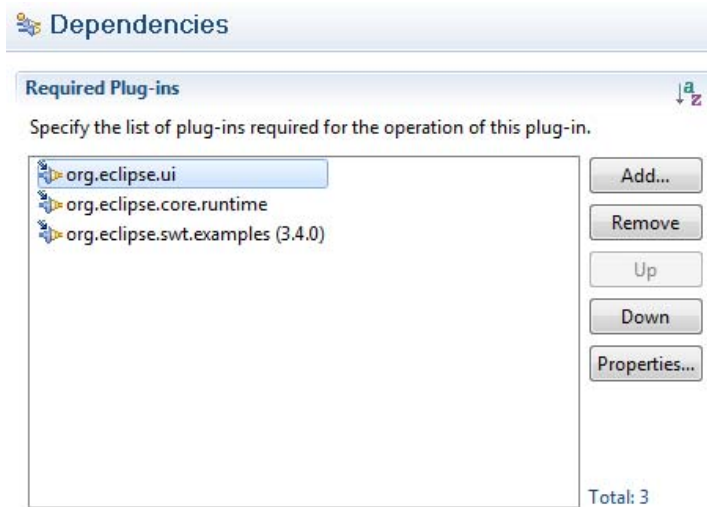 Dependencies
Required Plug-ins
Specify the list of plug-ins required for the operation of this plug-in.
org.eclipse.ui
org.eclipse.core.runtime
org.eclipse.swt.examples (3.4.0)
Add...
Remove
Up
Down
Properties...
Total: 3